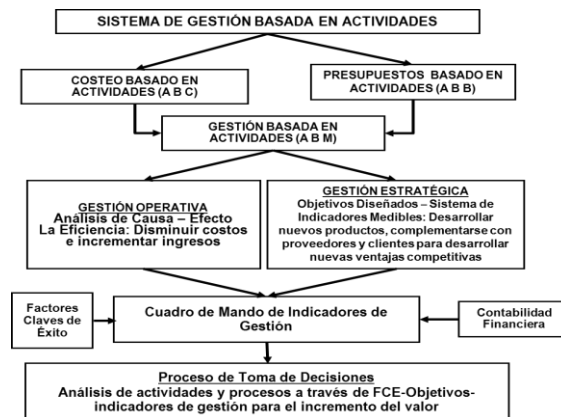 SISTEMA DE GESTIÓN BASADA EN ACTIVIDADES
COSTEO BASADO EN
ACTIVIDADES (A B C)
PRESUPUESTOS BASADO EN
ACTIVIDADES (A B B)
GESTIÓN BASADA EN
ACTIVIDADES (A B M)
GESTIÓN OPERATIVA
Análisis de Causa – Efecto
La Eficiencia: Disminuir costos
e incrementar ingresos
GESTIÓN ESTRATÉGICA
Objetivos Diseñados – Sistema de
Indicadores Medibles: Desarrollar
nuevos productos, complementarse con
proveedores y clientes para desarrollar
nuevas ventajas competitivas
Factores
Claves de
Éxito
Cuadro de Mando de Indicadores de
Gestión
Contabilidad
Financiera
Proceso de Toma de Decisiones
Análisis de actividades y procesos a través de FCE-Objetivos-
indicadores de gestión para el incremento del valor